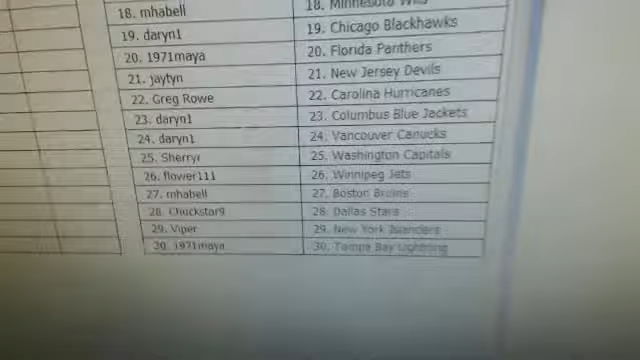 18. mhabell 18. Minnesota Wild
19. daryn1 19. Chicago Blackhawks
20. 1971maya 20. Florida Panthers
21. jaytyn 21. New Jersey Devils
22. Greg Rowe 22. Carolina Hurricanes
23. daryn1 23. Columbus Blue Jackets
24. daryn1 24. Vancouver Canucks
25. Sherryr 25. Washington Capitals
26. flower111 26. Winnipeg Jets
27. mhabell 27. Boston Bruins
28. Chuckstar9 28. Dallas Stars
29. Viper 29. New York Islanders
30. 1971maya 30. Tampa Bay Lightning